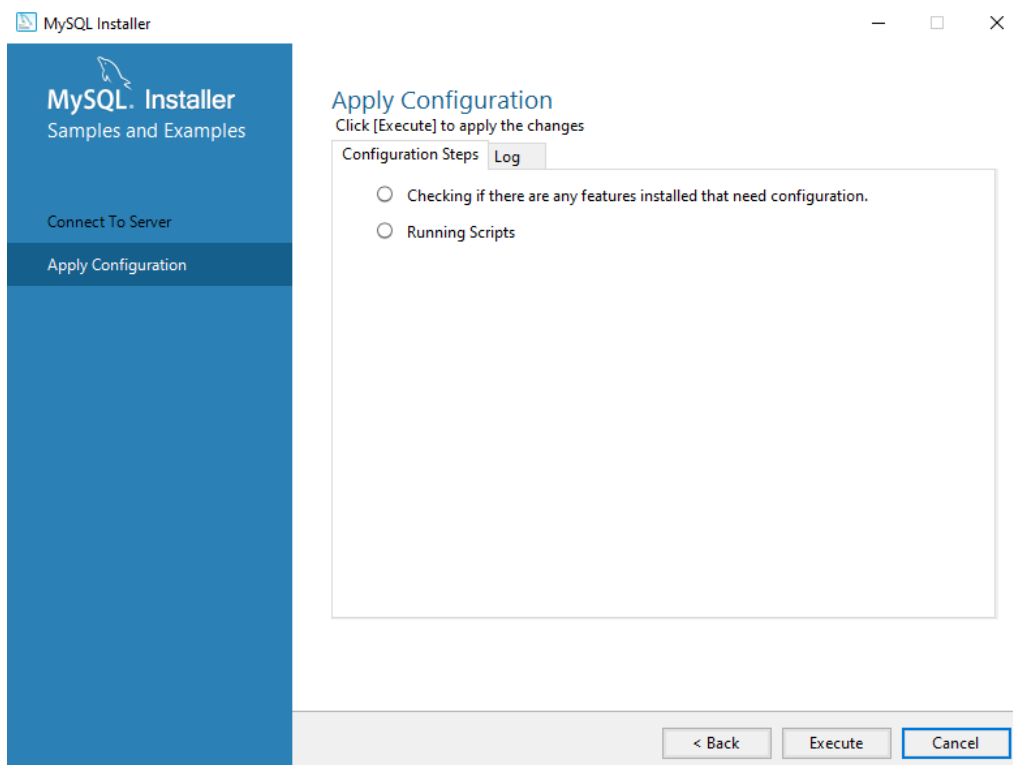 MySQL Installer
MySQL. Installer
Samples and Examples
Connect To Server
Apply Configuration
Apply Configuration
Click [Execute] to apply the changes
Configuration Steps Log
Checking if there are any features installed that need configuration.
Running Scripts
< Back Execute Cancel